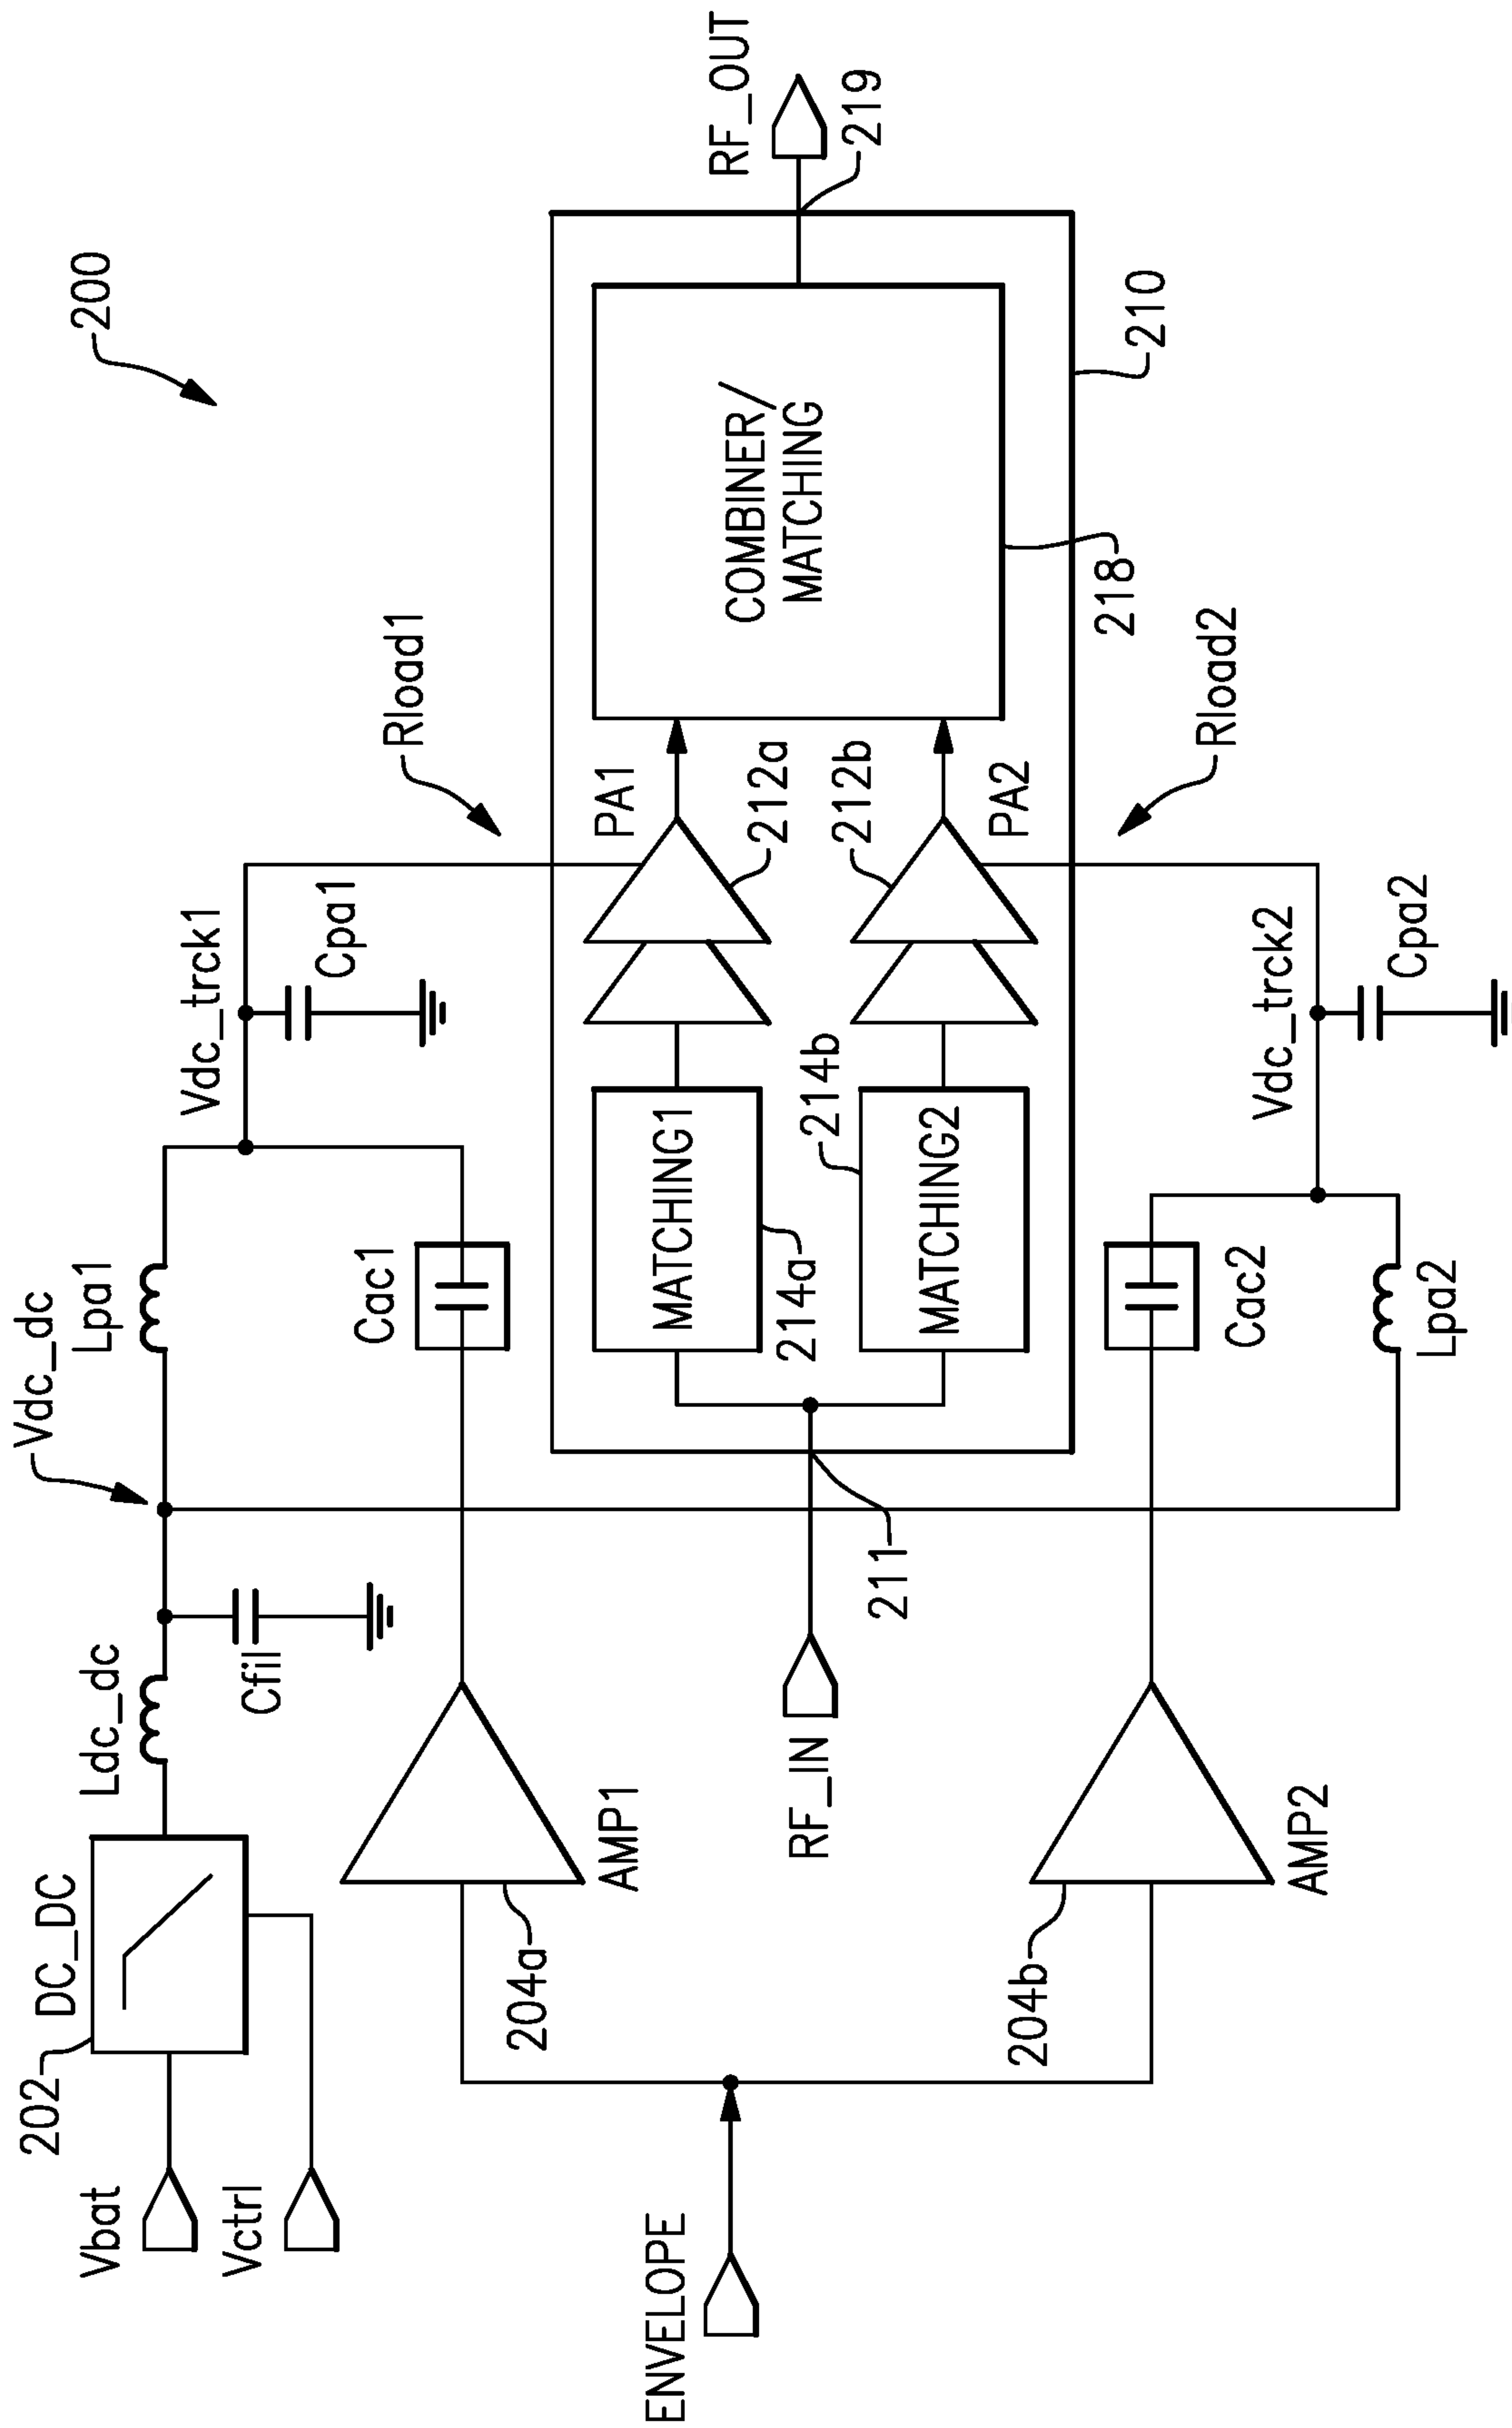 200
Vbat
Vctrl
202
DC_DC
Ldc_dc
Cfil
Vdc_dc
Lpa1
Cac1
Vdc_trck1
Cpa1
Rload1
ENVELOPE
204a
AMP1
RF_IN
211
MATCHING1
214a
PA1
212a
COMBINER/
MATCHING
RF_OUT
219
MATCHING2
214b
212b
PA2
218
210
204b
AMP2
Cac2
Lpa2
Vdc_trck2
Cpa2
Rload2